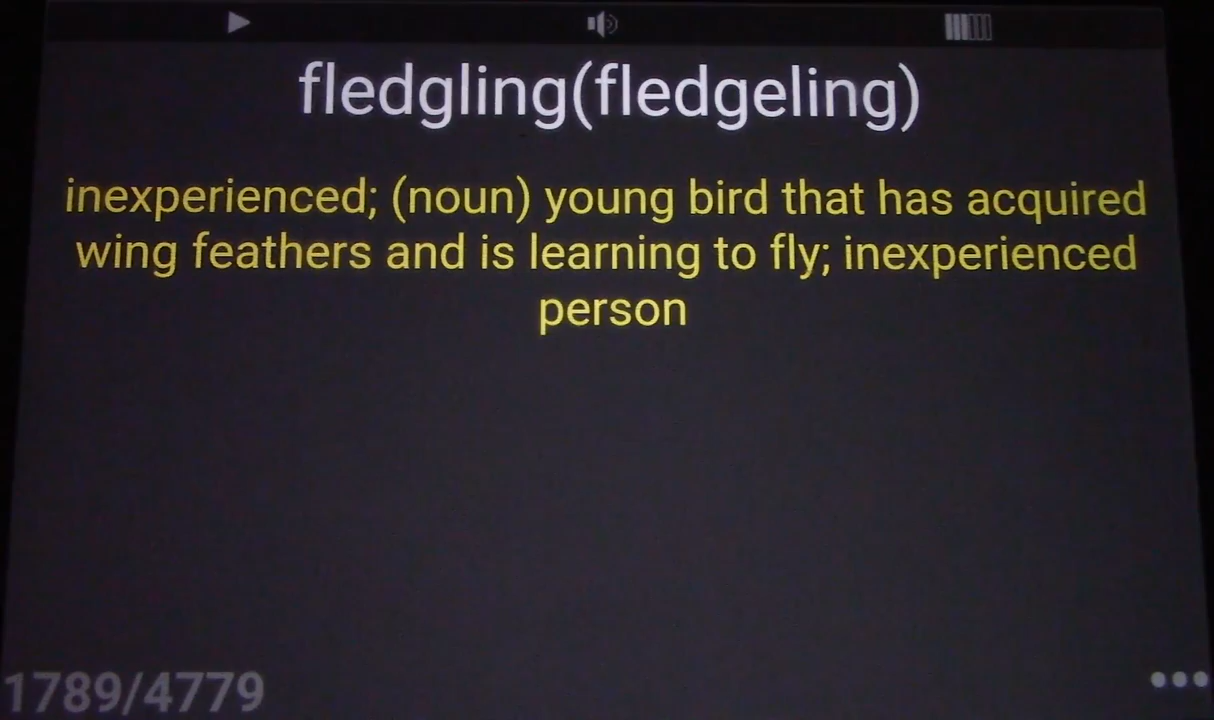 fledgling(fledgeling)
inexperienced; (noun) young bird that has acquired
wing feathers and is learning to fly; inexperienced
person
1789/4779